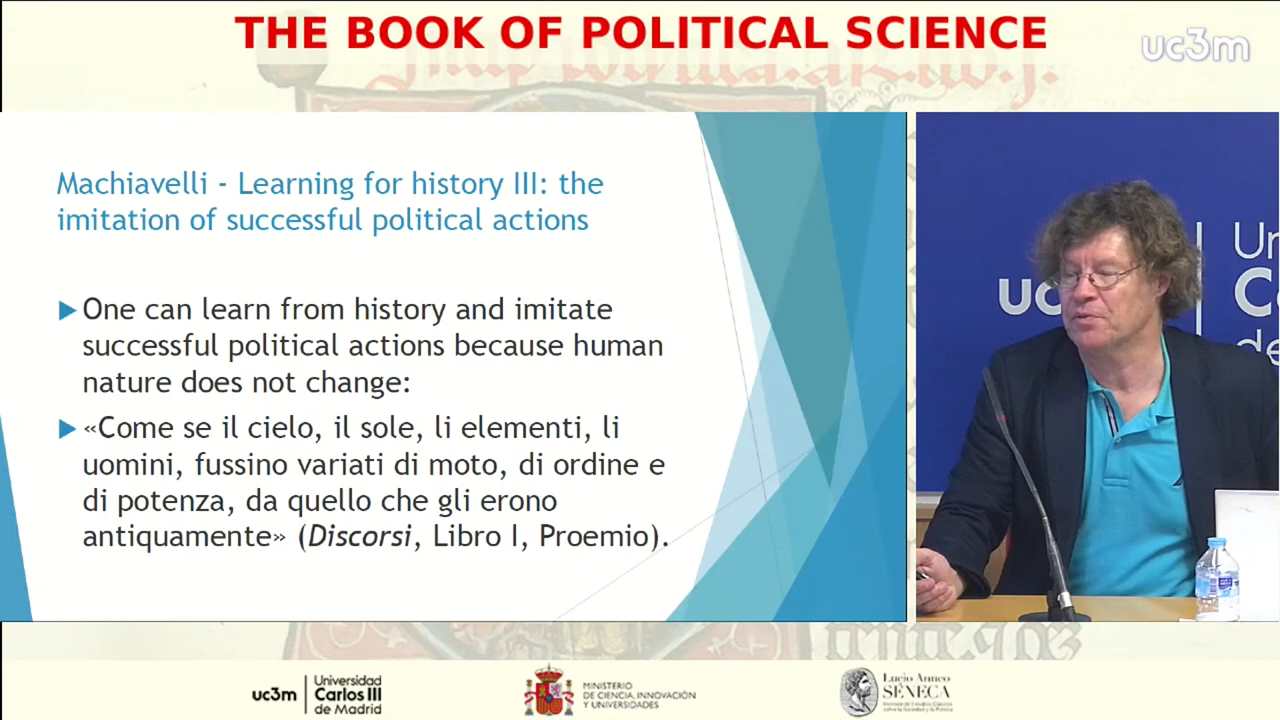 THE BOOK OF POLITICAL SCIENCE
uc3m
Machiavelli - Learning for history III: the
imitation of successful political actions
One can learn from history and imitate
successful political actions because human
nature does not change:
«Come se il cielo, il sole, li elementi, li
uomini, fussino variati di moto, di ordine e
di potenza, da quello che gli erono
antiquamente» (Discorsi, Libro I, Proemio).
uc
Un
C
de
uc3m
Universidad
Carlos III
de Madrid
MINISTERIO
DE CIENCIA, INNOVACIÓN
Y UNIVERSIDADES
Lucio Anneo
SÉNECA